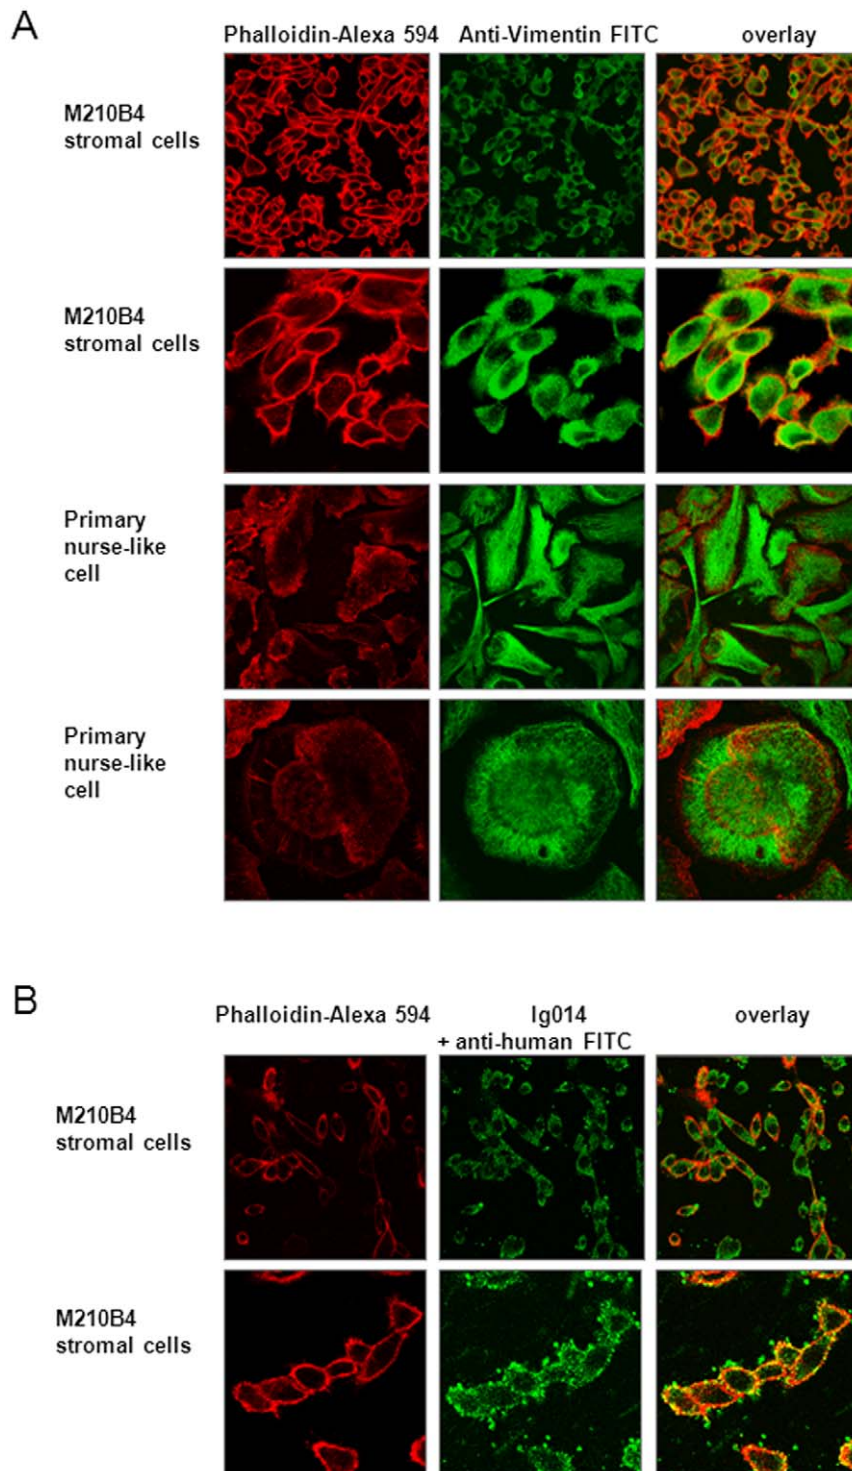 A
Phalloidin-Alexa 594 Anti-Vimentin FITC overlay
M210B4
stromal cells
M210B4
stromal cells
Primary
nurse-like
cell
Primary
nurse-like
cell
B
Phalloidin-Alexa 594 Ig014 overlay
+ anti-human FITC
M210B4
stromal cells
M210B4
stromal cells